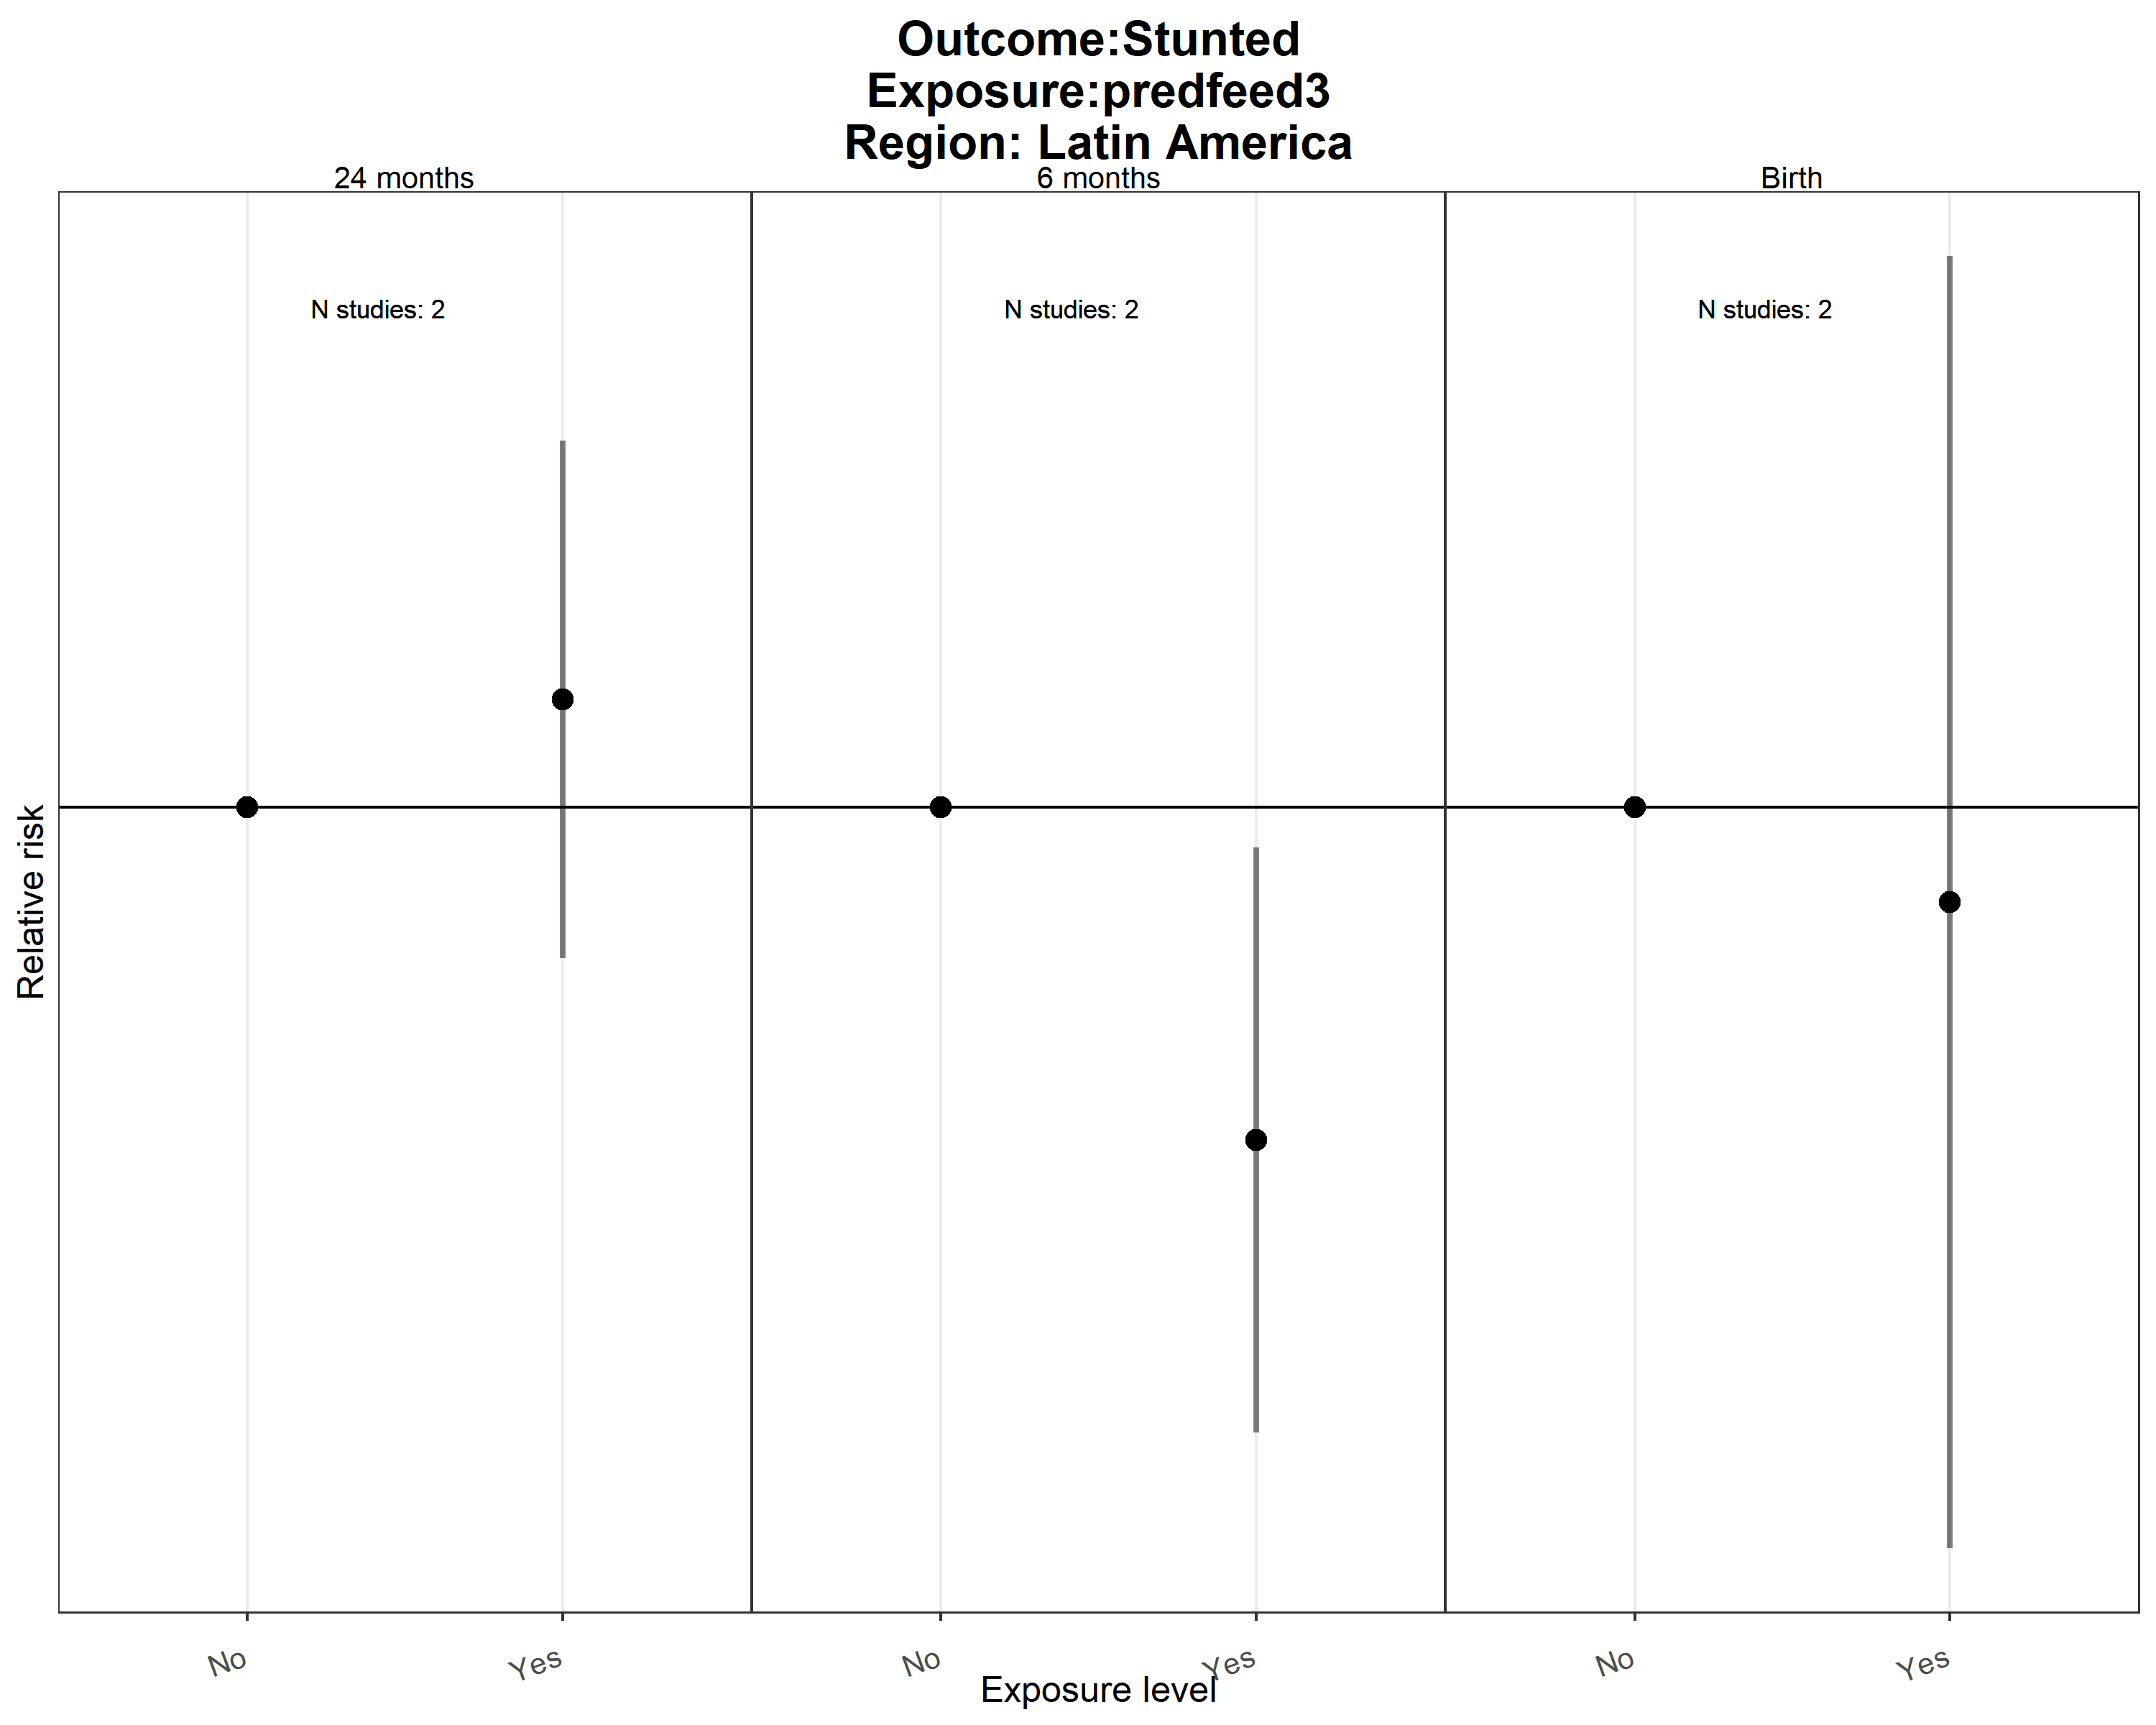 Outcome:Stunted
Exposure:predfeed3
Region: Latin America
24 months
6 months
Birth
N studies: 2
N studies: 2
N studies: 2
Relative risk
No
Yes
No
Yes
No
Yes
Exposure level